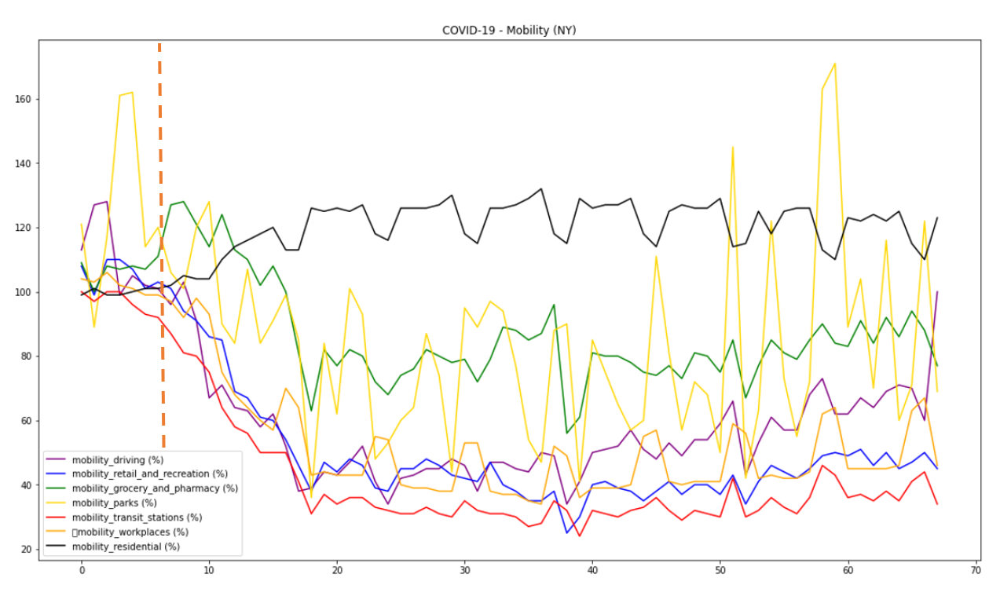 COVID-19 - Mobility (NY)
160
140
120
100
80
60
40
20
mobility_driving (%)
mobility_retail_and_recreation (%)
mobility_grocery_and_pharmacy (%)
mobility_parks (%)
mobility_transit_stations (%)
▯mobility_workplaces (%)
mobility_residential (%)
0 10 20 30 40 50 60 70